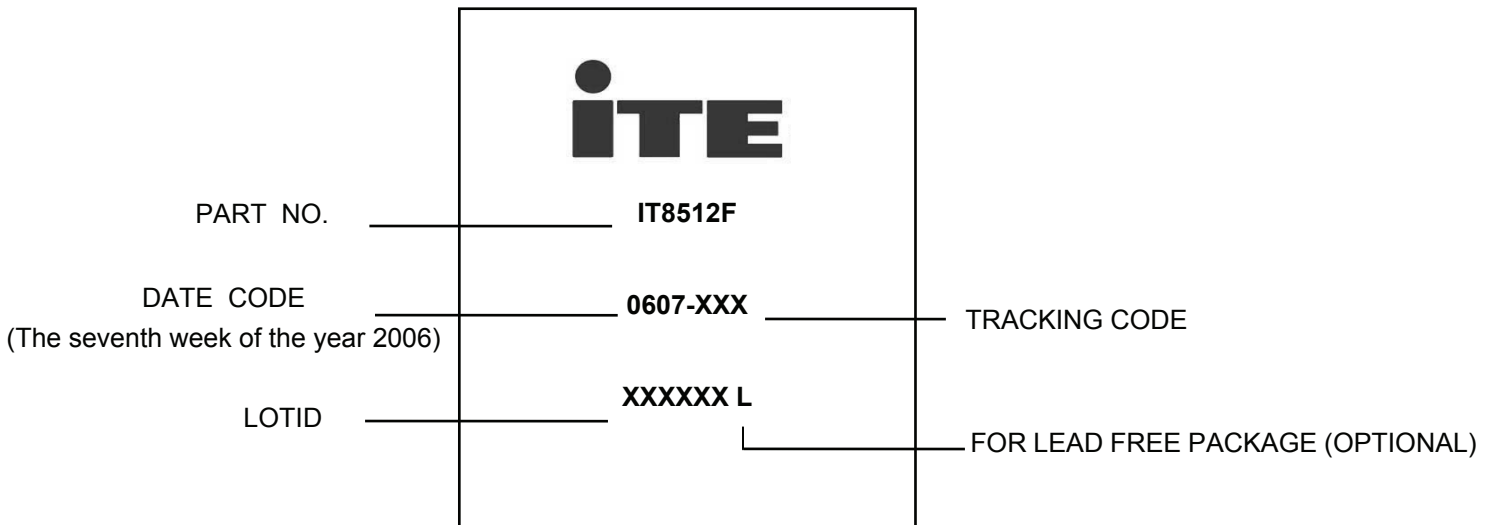 iTE
PART NO. IT8512F
DATE CODE 0607-XXX TRACKING CODE
(The seventh week of the year 2006)
LOTID XXXXXX L
FOR LEAD FREE PACKAGE (OPTIONAL)